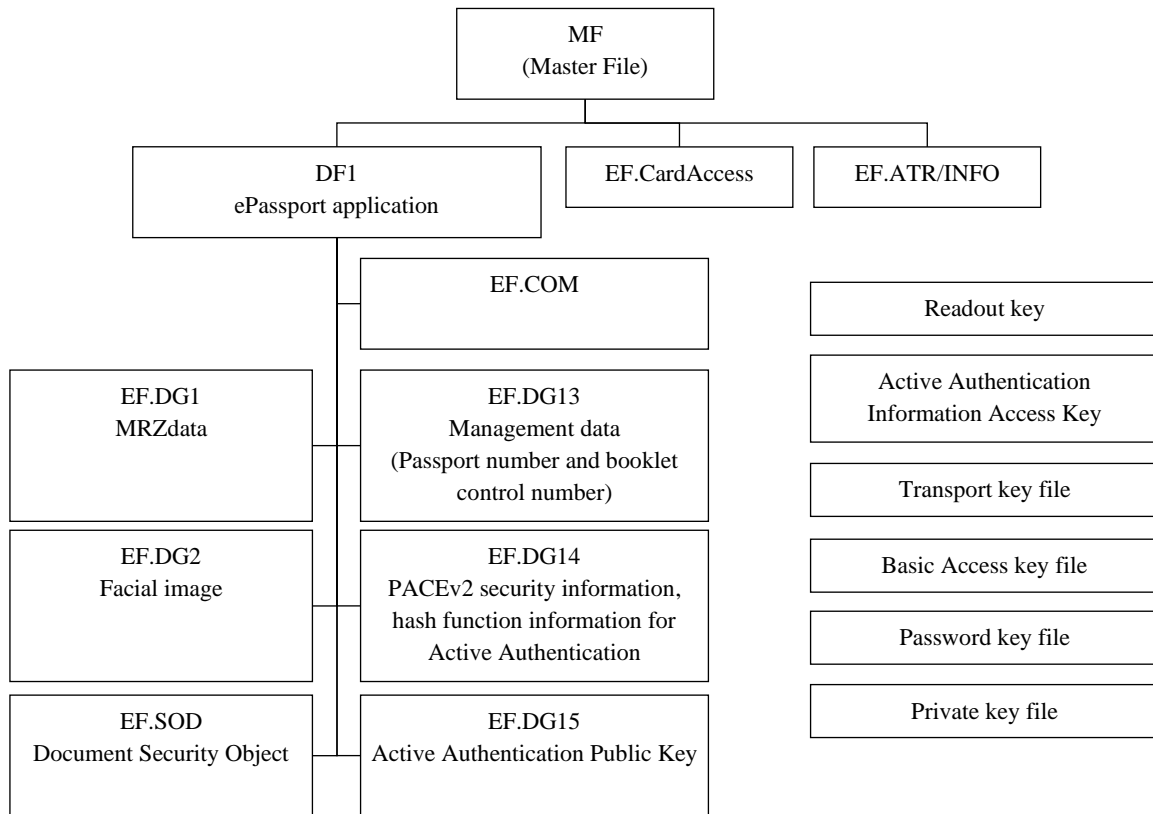 MF
(Master File)
DF1
ePassport application
EF.CardAccess
EF.ATR/INFO
EF.COM
EF.DG1
MRZdata
EF.DG13
Management data
(Passport number and booklet
control number)
EF.DG2
Facial image
EF.DG14
PACEv2 security information,
hash function information for
Active Authentication
EF.SOD
Document Security Object
EF.DG15
Active Authentication Public Key
Readout key
Active Authentication
Information Access Key
Transport key file
Basic Access key file
Password key file
Private key file